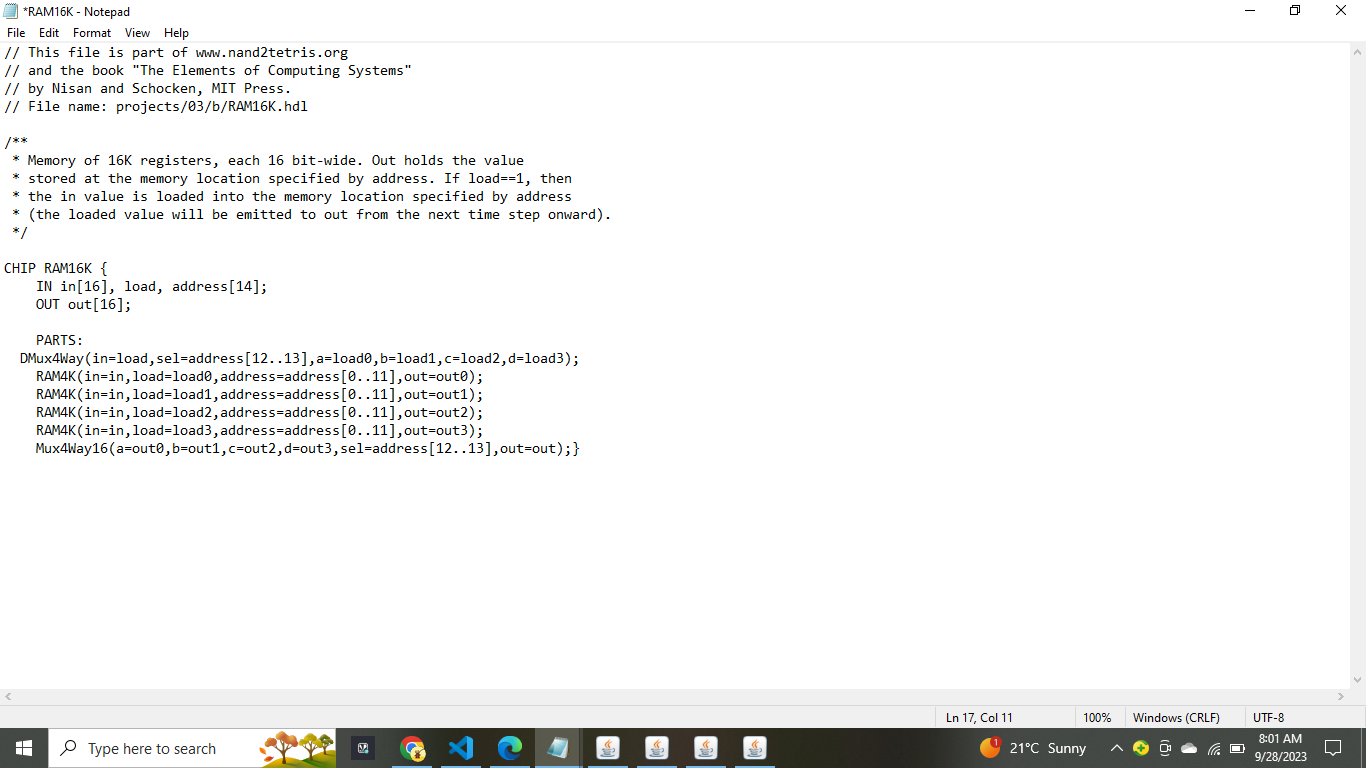 *RAM16K - Notepad
File Edit Format View Help
// This file is part of www.nand2tetris.org
// and the book "The Elements of Computing Systems"
// by Nisan and Schocken, MIT Press.
// File name: projects/03/b/RAM16K.hdl
/**
* Memory of 16K registers, each 16 bit-wide. Out holds the value
* stored at the memory location specified by address. If load==1, then
* the in value is loaded into the memory location specified by address
* (the loaded value will be emitted to out from the next time step onward).
*/
CHIP RAM16K {
IN in[16], load, address[14];
OUT out[16];
PARTS:
DMux4Way(in=load,sel=address[12..13],a=load0,b=load1,c=load2,d=load3);
RAM4K(in=in,load=load0,address=address[0..11],out=out0);
RAM4K(in=in,load=load1,address=address[0..11],out=out1);
RAM4K(in=in,load=load2,address=address[0..11],out=out2);
RAM4K(in=in,load=load3,address=address[0..11],out=out3);
Mux4Way16(a=out0,b=out1,c=out2,d=out3,sel=address[12..13],out=out);}
Ln 17, Col 11 100% Windows (CRLF) UTF-8
Type here to search 1 21°C Sunny 8:01 AM
9/28/2023